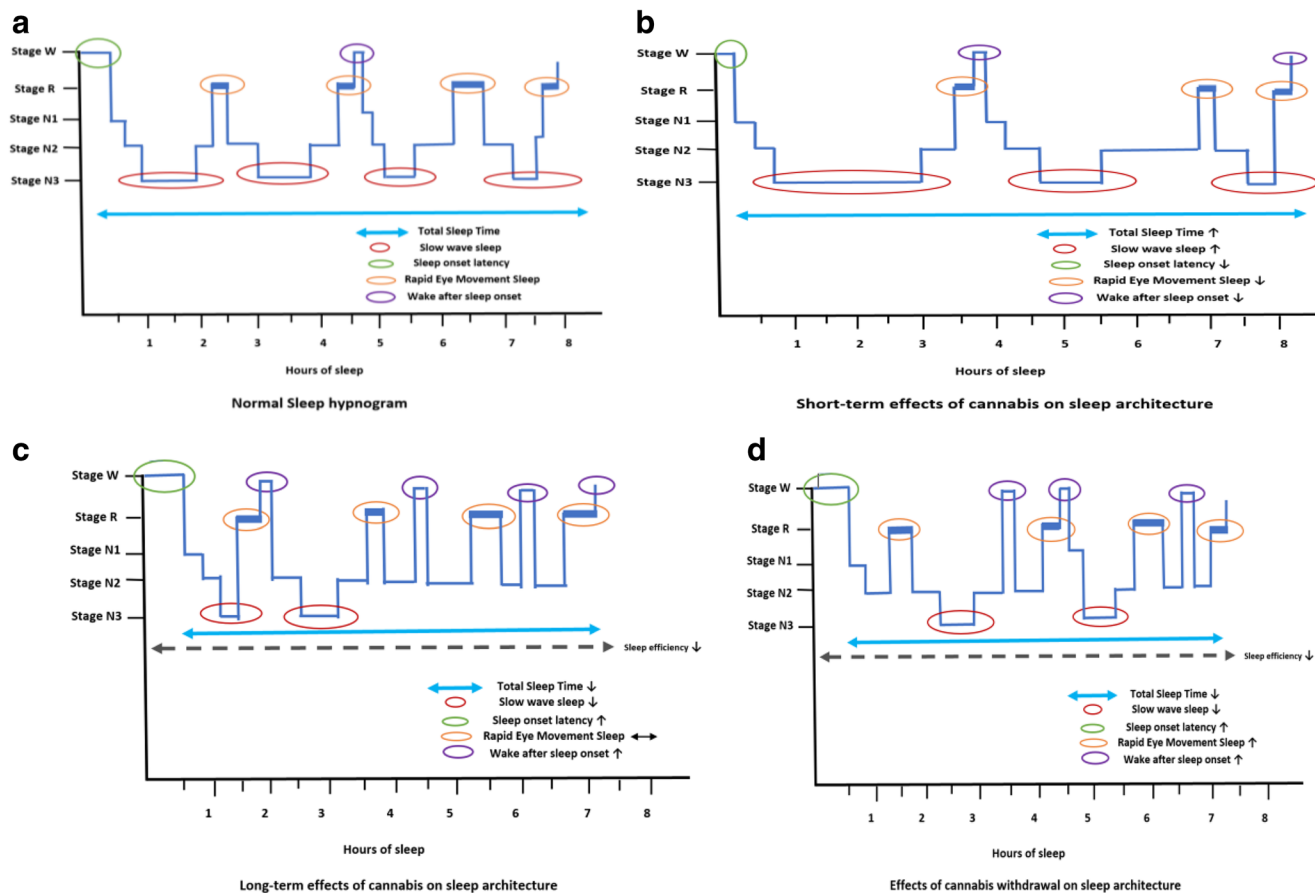 a
Stage W
Stage R
Stage N1
Stage N2
Stage N3
Total Sleep Time
Slow wave sleep
Sleep onset latency
Rapid Eye Movement Sleep
Wake after sleep onset
1 2 3 4 5 6 7 8
Hours of sleep
Normal Sleep hypnogram
b
Stage W
Stage R
Stage N1
Stage N2
Stage N3
Total Sleep Time ↑
Slow wave sleep ↑
Sleep onset latency ↓
Rapid Eye Movement Sleep ↓
Wake after sleep onset ↓
1 2 3 4 5 6 7 8
Hours of sleep
Short-term effects of cannabis on sleep architecture
c
Stage W
Stage R
Stage N1
Stage N2
Stage N3
Sleep efficiency ↓
Total Sleep Time ↓
Slow wave sleep ↓
Sleep onset latency ↑
Rapid Eye Movement Sleep ↔
Wake after sleep onset ↑
1 2 3 4 5 6 7 8
Hours of sleep
Long-term effects of cannabis on sleep architecture
d
Stage W
Stage R
Stage N1
Stage N2
Stage N3
Sleep efficiency ↓
Total Sleep Time ↓
Slow wave sleep ↓
Sleep onset latency ↑
Rapid Eye Movement Sleep ↑
Wake after sleep onset ↑
1 2 3 4 5 6 7 8
Hours of sleep
Effects of cannabis withdrawal on sleep architecture